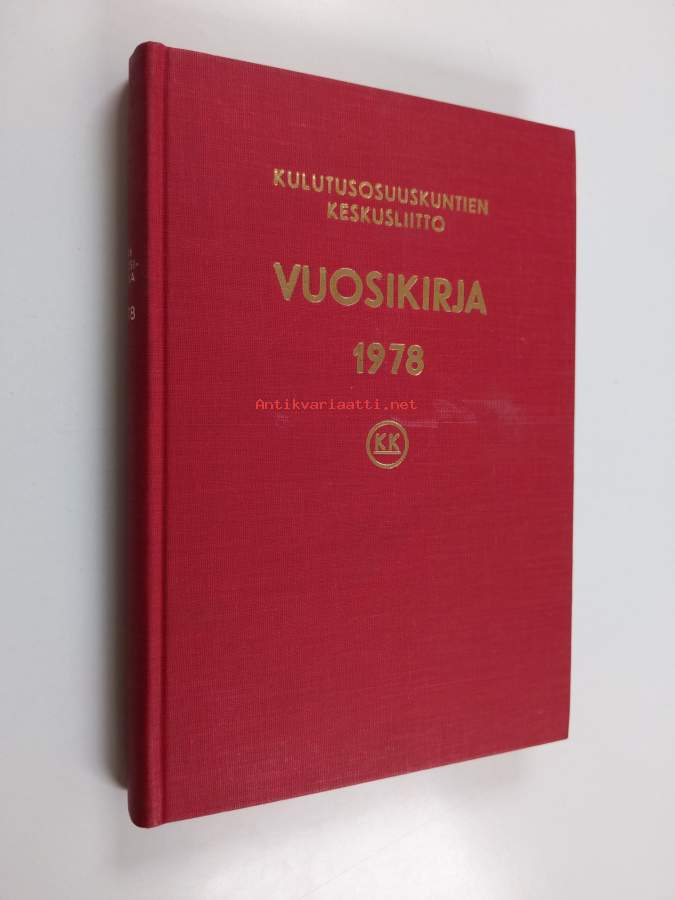 KULUTUSOSUUSKUNTIEN
KESKUSLIITTO
VUOSIKIRJA
1978
Antikvariaatti.net
KK